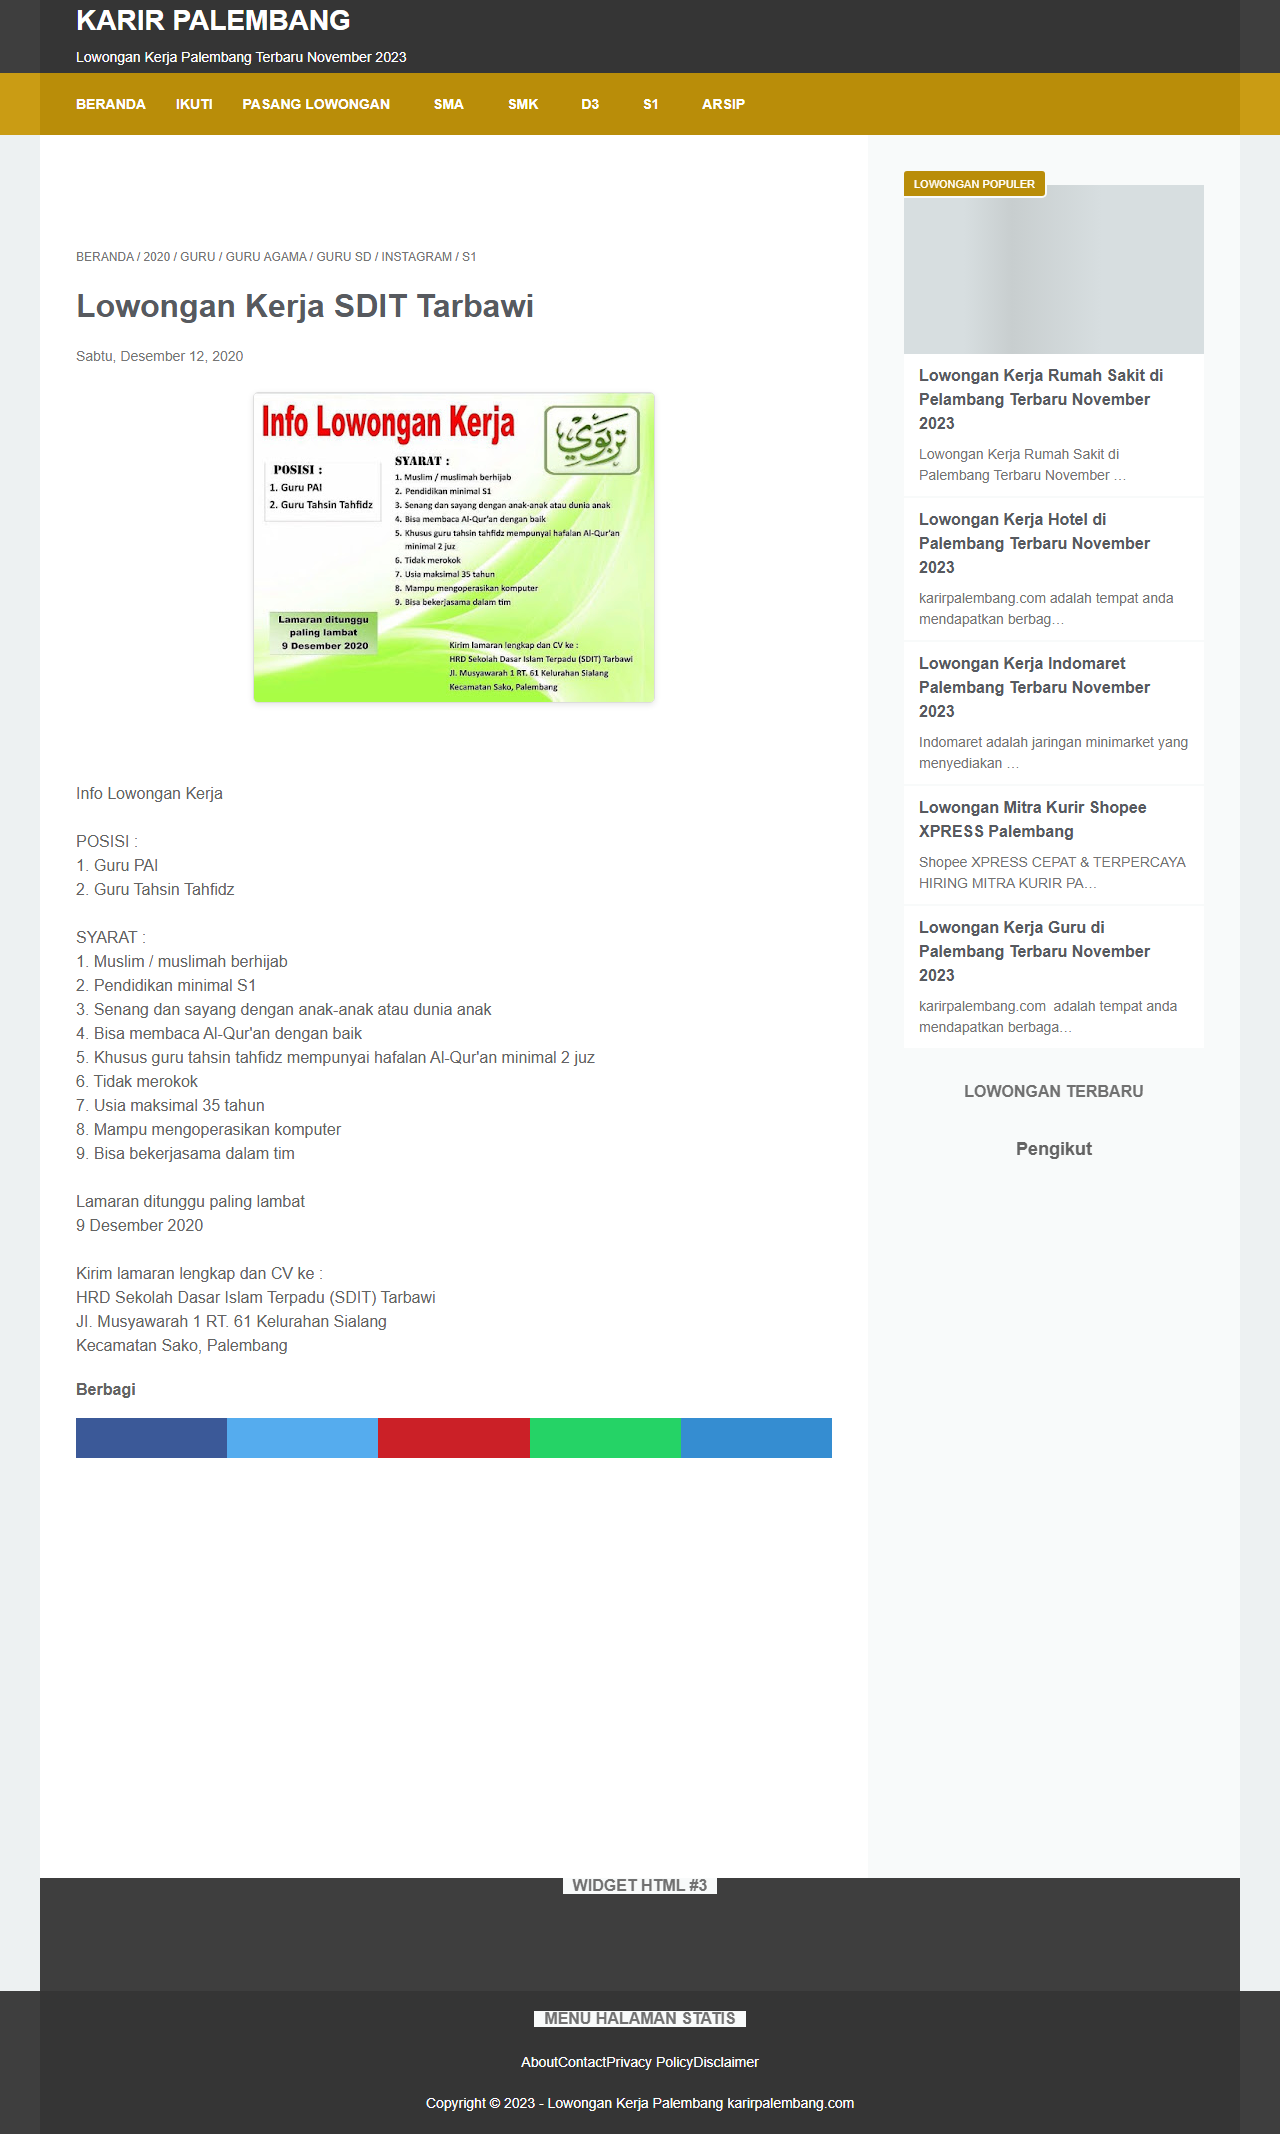 KARIR PALEMBANG
Lowongan Kerja Palembang Terbaru November 2023
BERANDA IKUTI PASANG LOWONGAN SMA SMK D3 S1 ARSIP
BERANDA / 2020 / GURU / GURU AGAMA / GURU SD / INSTAGRAM / S1
Lowongan Kerja SDIT Tarbawi
Sabtu, Desember 12, 2020
Info Lowongan Kerja
تربوي
POSISI :
1. Guru PAI
2. Guru Tahsin Tahfidz
SYARAT :
1. Muslim / muslimah berhijab
2. Pendidikan minimal S1
3. Senang dan sayang dengan anak-anak atau dunia anak
4. Bisa membaca Al-Qur'an dengan baik
5. Khusus guru tahsin tahfidz mempunyai hafalan Al-Qur'an
minimal 2 juz
6. Tidak merokok
7. Usia maksimal 35 tahun
8. Mampu mengoperasikan komputer
9. Bisa bekerjasama dalam tim
Lamaran ditunggu
paling lambat
9 Desember 2020
Kirim lamaran lengkap dan CV ke :
HRD Sekolah Dasar Islam Terpadu (SDIT) Tarbawi
Jl. Musyawarah 1 RT. 61 Kelurahan Sialang
Kecamatan Sako, Palembang
Info Lowongan Kerja
POSISI :
1. Guru PAI
2. Guru Tahsin Tahfidz
SYARAT :
1. Muslim / muslimah berhijab
2. Pendidikan minimal S1
3. Senang dan sayang dengan anak-anak atau dunia anak
4. Bisa membaca Al-Qur'an dengan baik
5. Khusus guru tahsin tahfidz mempunyai hafalan Al-Qur'an minimal 2 juz
6. Tidak merokok
7. Usia maksimal 35 tahun
8. Mampu mengoperasikan komputer
9. Bisa bekerjasama dalam tim
Lamaran ditunggu paling lambat
9 Desember 2020
Kirim lamaran lengkap dan CV ke :
HRD Sekolah Dasar Islam Terpadu (SDIT) Tarbawi
Jl. Musyawarah 1 RT. 61 Kelurahan Sialang
Kecamatan Sako, Palembang
Berbagi
LOWONGAN POPULER
Lowongan Kerja Rumah Sakit di
Pelambang Terbaru November
2023
Lowongan Kerja Rumah Sakit di
Palembang Terbaru November …
Lowongan Kerja Hotel di
Palembang Terbaru November
2023
karirpalembang.com adalah tempat anda
mendapatkan berbag…
Lowongan Kerja Indomaret
Palembang Terbaru November
2023
Indomaret adalah jaringan minimarket yang
menyediakan …
Lowongan Mitra Kurir Shopee
XPRESS Palembang
Shopee XPRESS CEPAT & TERPERCAYA
HIRING MITRA KURIR PA…
Lowongan Kerja Guru di
Palembang Terbaru November
2023
karirpalembang.com  adalah tempat anda
mendapatkan berbaga…
LOWONGAN TERBARU
Pengikut
WIDGET HTML #3
MENU HALAMAN STATIS
AboutContactPrivacy PolicyDisclaimer
Copyright © 2023 - Lowongan Kerja Palembang karirpalembang.com